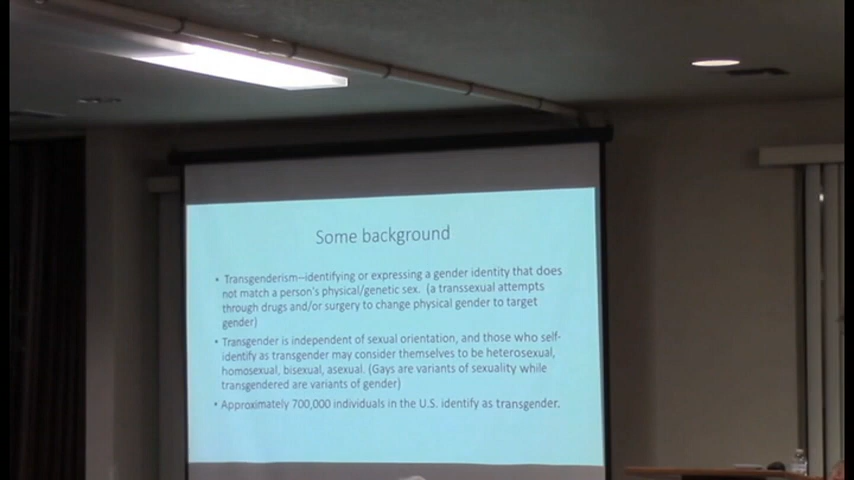 Some background
• Transgenderism–identifying or expressing a gender identity that does
not match a person's physical/genetic sex. (a transsexual attempts
through drugs and/or surgery to change physical gender to target
gender)
• Transgender is independent of sexual orientation, and those who self-
identify as transgender may consider themselves to be heterosexual,
homosexual, bisexual, asexual. (Gays are variants of sexuality while
transgendered are variants of gender)
• Approximately 700,000 individuals in the U.S. identify as transgender.